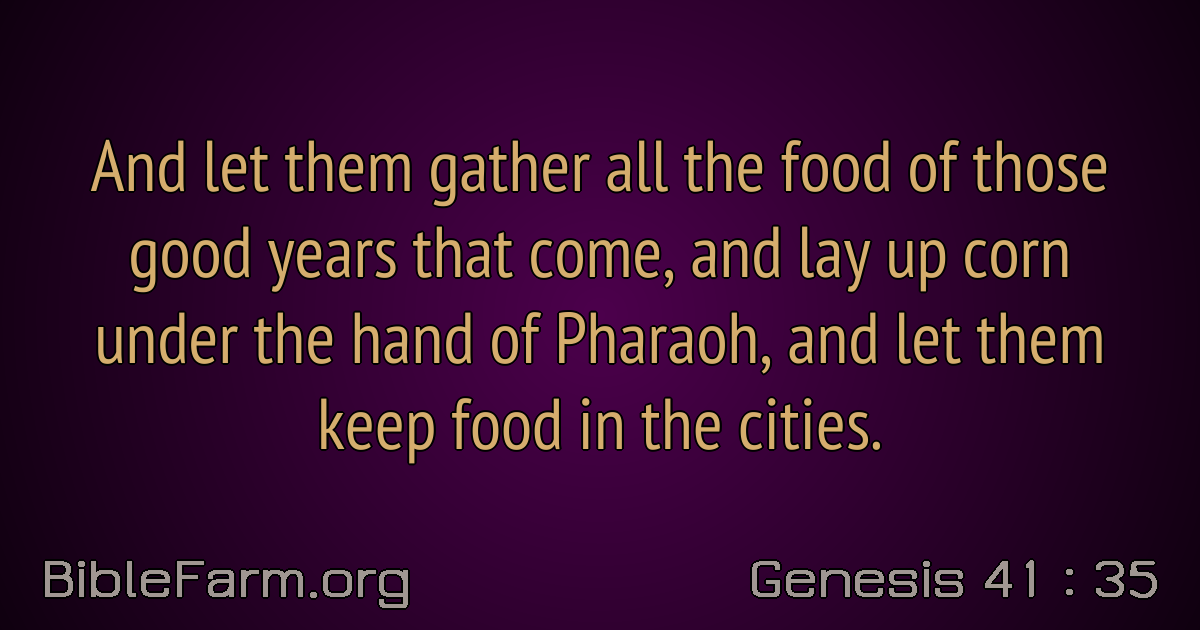 And let them gather all the food of those
good years that come, and lay up corn
under the hand of Pharaoh, and let them
keep food in the cities.
BibleFarm.org
Genesis 41 : 35